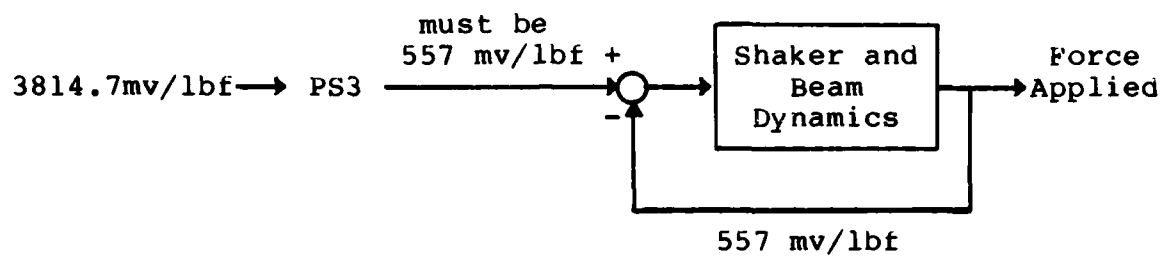 must be
557 mv/lbf +
3814.7mv/lbf → PS3
-
Shaker and
Beam
Dynamics
Force
Applied
557 mv/lbf